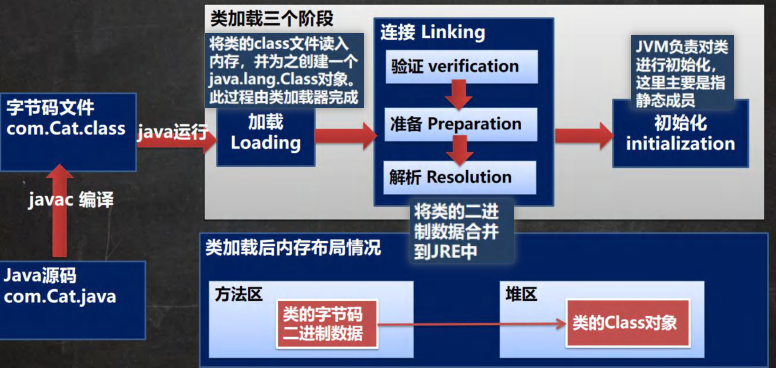 类加载三个阶段
将类的class文件读入
内存，并为之创建一个
java.lang.Class对象。
此过程由类加载器完成
加载
Loading
连接 Linking
验证 verification
准备 Preparation
解析 Resolution
将类的二进
制数据合并
到JRE中
JVM负责对类
进行初始化，
这里主要是指
静态成员
初始化
initialization
字节码文件
com.Cat.class
java运行
javac 编译
Java源码
com.Cat.java
类加载后内存布局情况
方法区
类的字节码
二进制数据
堆区
类的Class对象